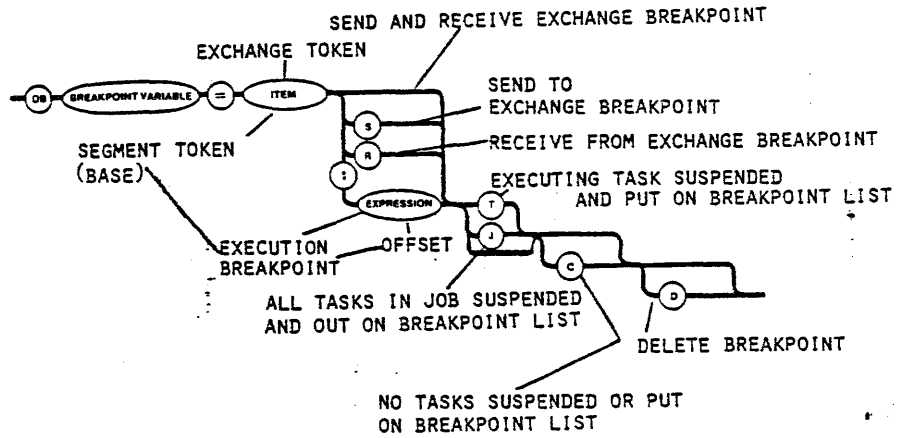 SEND AND RECEIVE EXCHANGE BREAKPOINT
EXCHANGE TOKEN
DB BREAKPOINT VARIABLE = ITEM
SEND TO
EXCHANGE BREAKPOINT
S
R
RECEIVE FROM EXCHANGE BREAKPOINT
SEGMENT TOKEN
(BASE)
:
EXECUTING TASK SUSPENDED
AND PUT ON BREAKPOINT LIST
EXPRESSION
T
J
EXECUTION
BREAKPOINT
OFFSET
C
D
ALL TASKS IN JOB SUSPENDED
AND OUT ON BREAKPOINT LIST
DELETE BREAKPOINT
NO TASKS SUSPENDED OR PUT
ON BREAKPOINT LIST